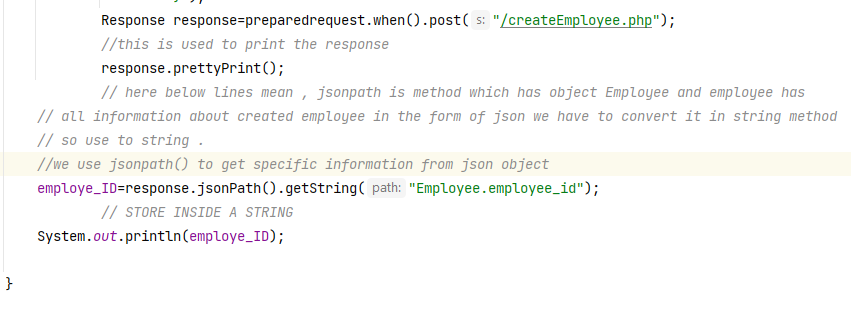 Response response=preparedrequest.when().post( s: "/createEmployee.php");
//this is used to print the response
response.prettyPrint();
// here below lines mean , jsonpath is method which has object Employee and employee has
// all information about created employee in the form of json we have to convert it in string method
// so use to string .
//we use jsonpath() to get specific information from json object
employe_ID=response.jsonPath().getString( path: "Employee.employee_id");
// STORE INSIDE A STRING
System.out.println(employe_ID);
}